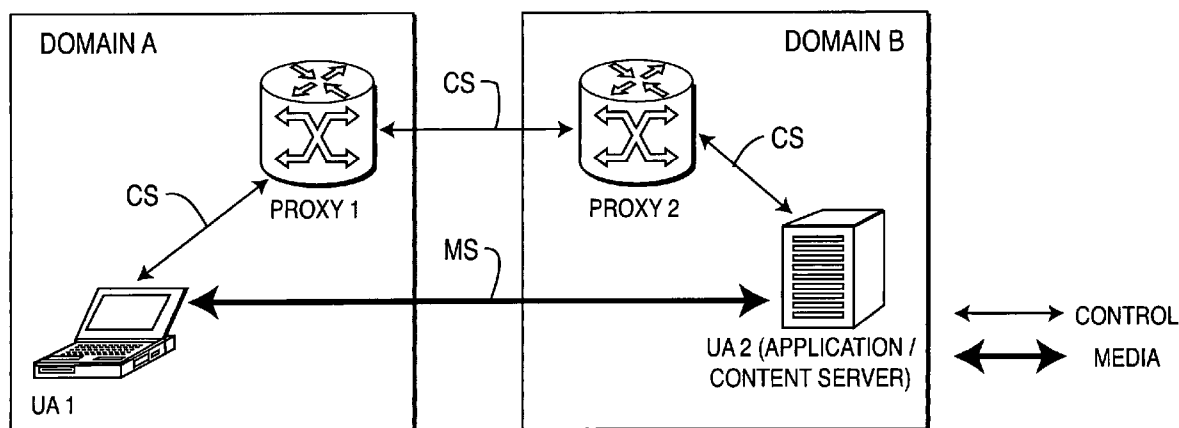 DOMAIN A
DOMAIN B
CS
CS
CS
PROXY 1
PROXY 2
MS
UA 1
UA 2 (APPLICATION /
CONTENT SERVER)
CONTROL
MEDIA